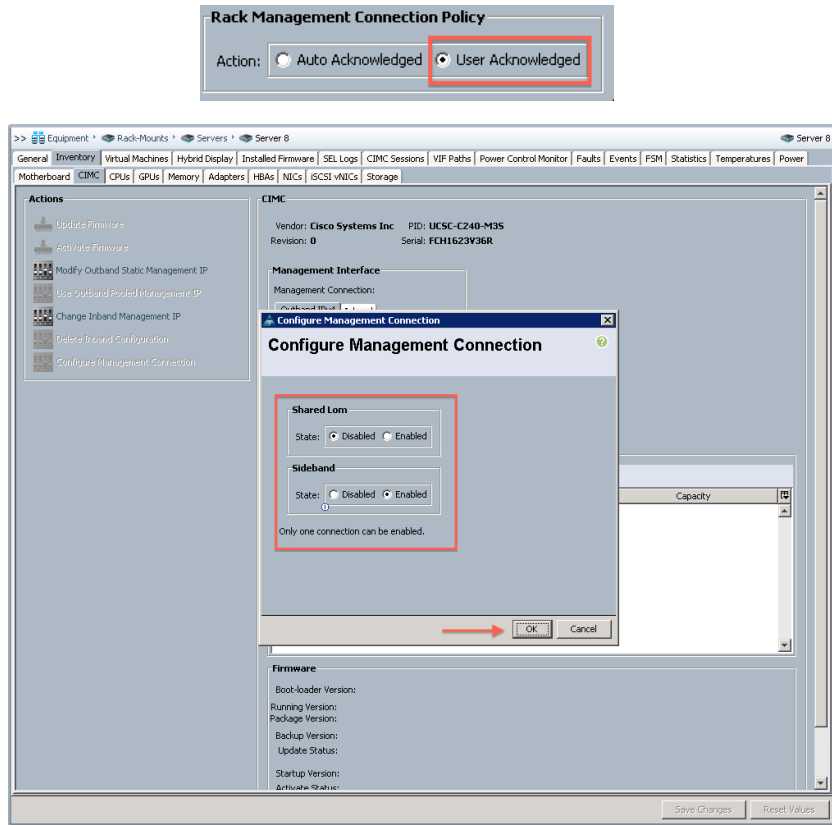 Rack Management Connection Policy
Action: Auto Acknowledged User Acknowledged
>> Equipment Rack-Mounts Servers Server 8 Server 8
General Inventory Virtual Machines Hybrid Display Installed Firmware SEL Logs CIMC Sessions VIF Paths Power Control Monitor Faults Events FSM Statistics Temperatures Power
Motherboard CIMC CPUs GPUs Memory Adapters HBAs NICs iSCSI vNICs Storage
Actions
Update Firmware
Activate Firmware
Modify Outband Static Management IP
Use Outband Pooled Management IP
Change Inband Management IP
Delete Inband Configuration
Configure Management Connection
CIMC
Vendor: Cisco Systems Inc PID: UCSC-C240-M3S
Revision: 0 Serial: FCH1623V36R
Management Interface
Management Connection:
Outband IPv4
Configure Management Connection
Configure Management Connection
Shared Lom
State: Disabled Enabled
Sideband
State: Disabled Enabled
Only one connection can be enabled.
OK Cancel
Capacity
Firmware
Boot-loader Version:
Running Version:
Package Version:
Backup Version:
Update Status:
Startup Version:
Activate Status:
Save Changes Reset Values